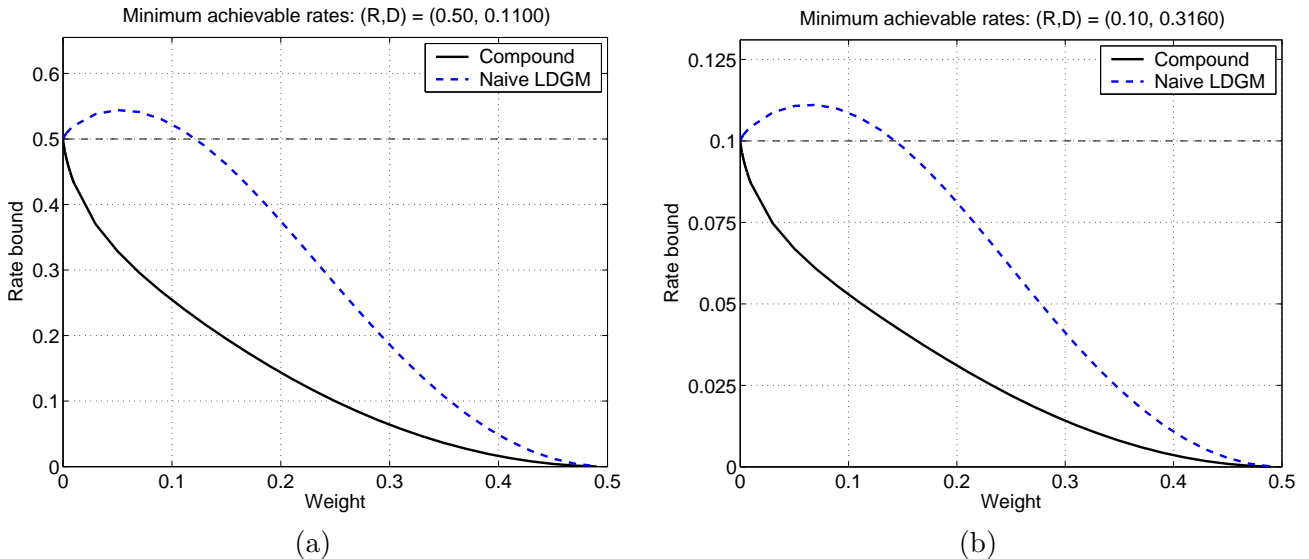 Minimum achievable rates: (R,D) = (0.50, 0.1100)
Compound
Naive LDGM
0.6
0.5
0.4
0.3
0.2
0.1
0
Rate bound
0 0.1 0.2 0.3 0.4 0.5
Weight
(a)
Minimum achievable rates: (R,D) = (0.10, 0.3160)
Compound
Naive LDGM
0.125
0.1
0.075
0.05
0.025
0
Rate bound
0 0.1 0.2 0.3 0.4 0.5
Weight
(b)